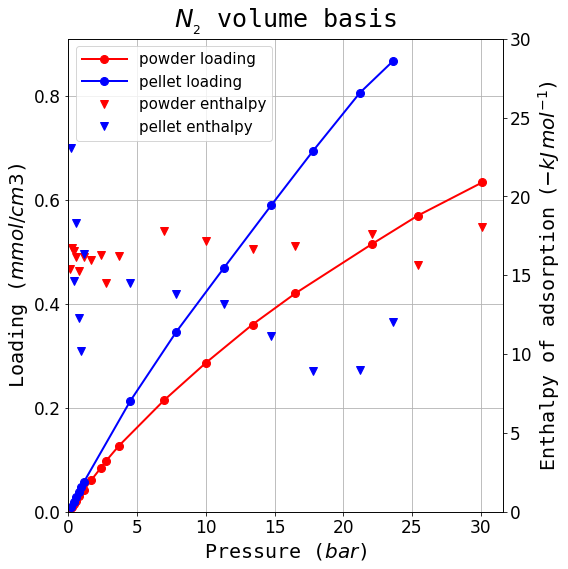 N₂ volume basis
powder loading
pellet loading
powder enthalpy
pellet enthalpy
Loading (mmol/cm3)
0.0
0.2
0.4
0.6
0.8
0
5
10
15
20
25
30
Pressure (bar)
0
5
10
15
20
25
30
Enthalpy of adsorption (−kJmol⁻¹)